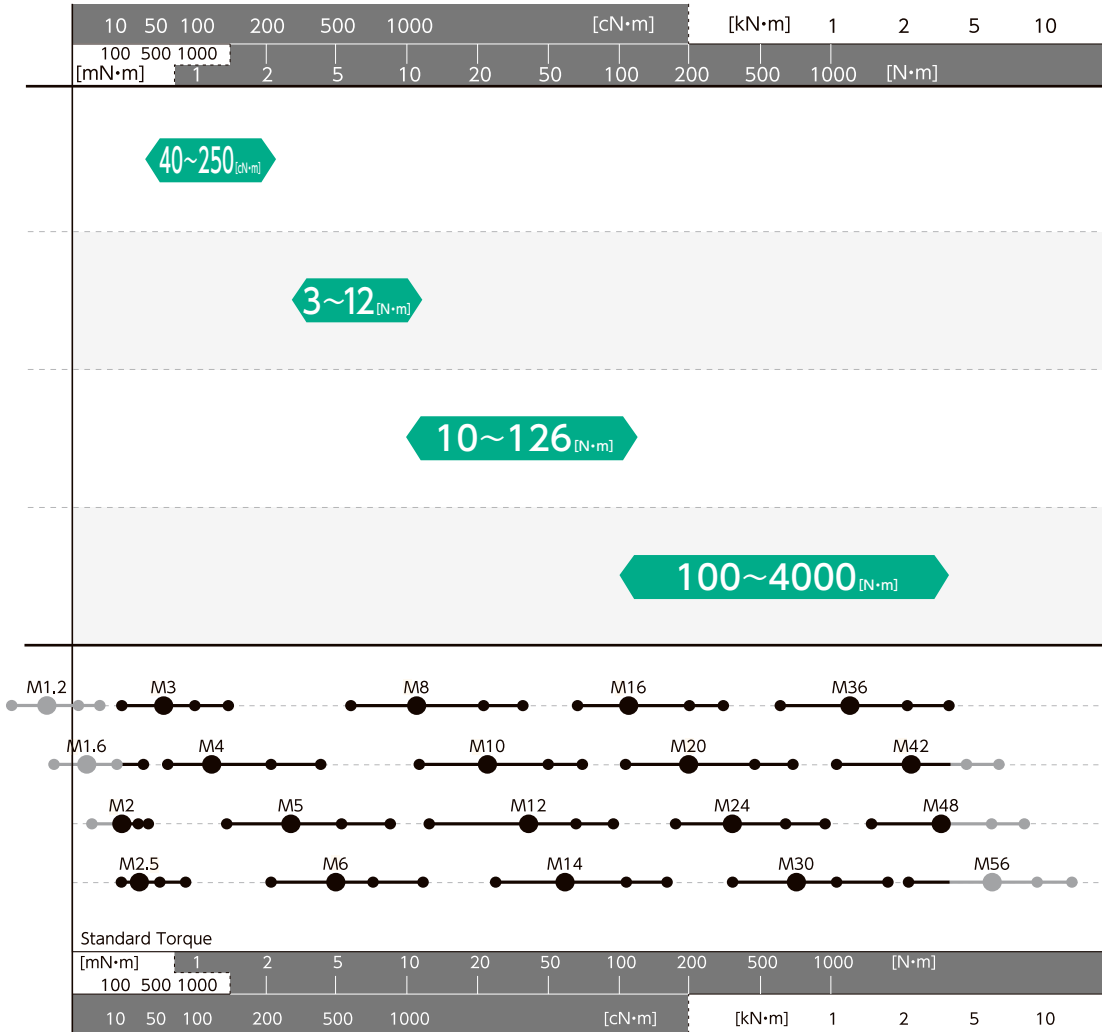 10 50 100 200 500 1000 [cN·m] [kN·m] 1 2 5 10
100 500 1000
[mN·m] 1 2 5 10 20 50 100 200 500 1000 [N·m]
40~250[cN·m]
3~12[N·m]
10~126[N·m]
100~4000[N·m]
M1.2 M3 M8 M16 M36
M1.6 M4 M10 M20 M42
M2 M5 M12 M24 M48
M2.5 M6 M14 M30 M56
Standard Torque
[mN·m] 1 2 5 10 20 50 100 200 500 1000 [N·m]
100 500 1000
10 50 100 200 500 1000 [cN·m] [kN·m] 1 2 5 10